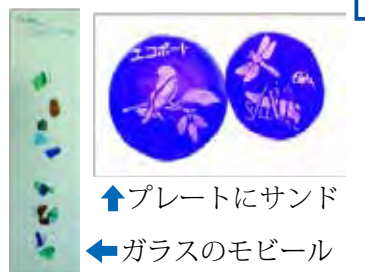 エコポート
プレートにサンド
ガラスのモビール